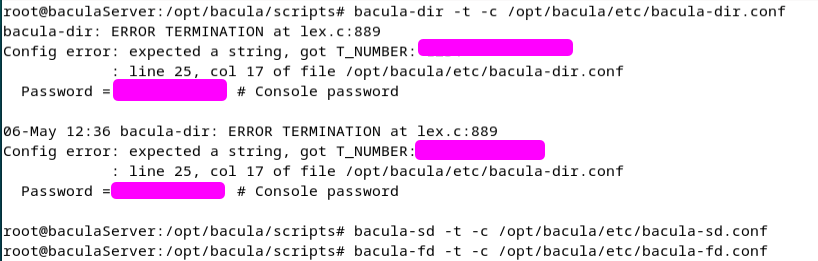 root@baculaServer:/opt/bacula/scripts# bacula-dir -t -c /opt/bacula/etc/bacula-dir.conf
bacula-dir: ERROR TERMINATION at lex.c:889
Config error: expected a string, got T_NUMBER:
: line 25, col 17 of file /opt/bacula/etc/bacula-dir.conf
Password = # Console password
06-May 12:36 bacula-dir: ERROR TERMINATION at lex.c:889
Config error: expected a string, got T_NUMBER:
: line 25, col 17 of file /opt/bacula/etc/bacula-dir.conf
Password = # Console password
root@baculaServer:/opt/bacula/scripts# bacula-sd -t -c /opt/bacula/etc/bacula-sd.conf
root@baculaServer:/opt/bacula/scripts# bacula-fd -t -c /opt/bacula/etc/bacula-fd.conf